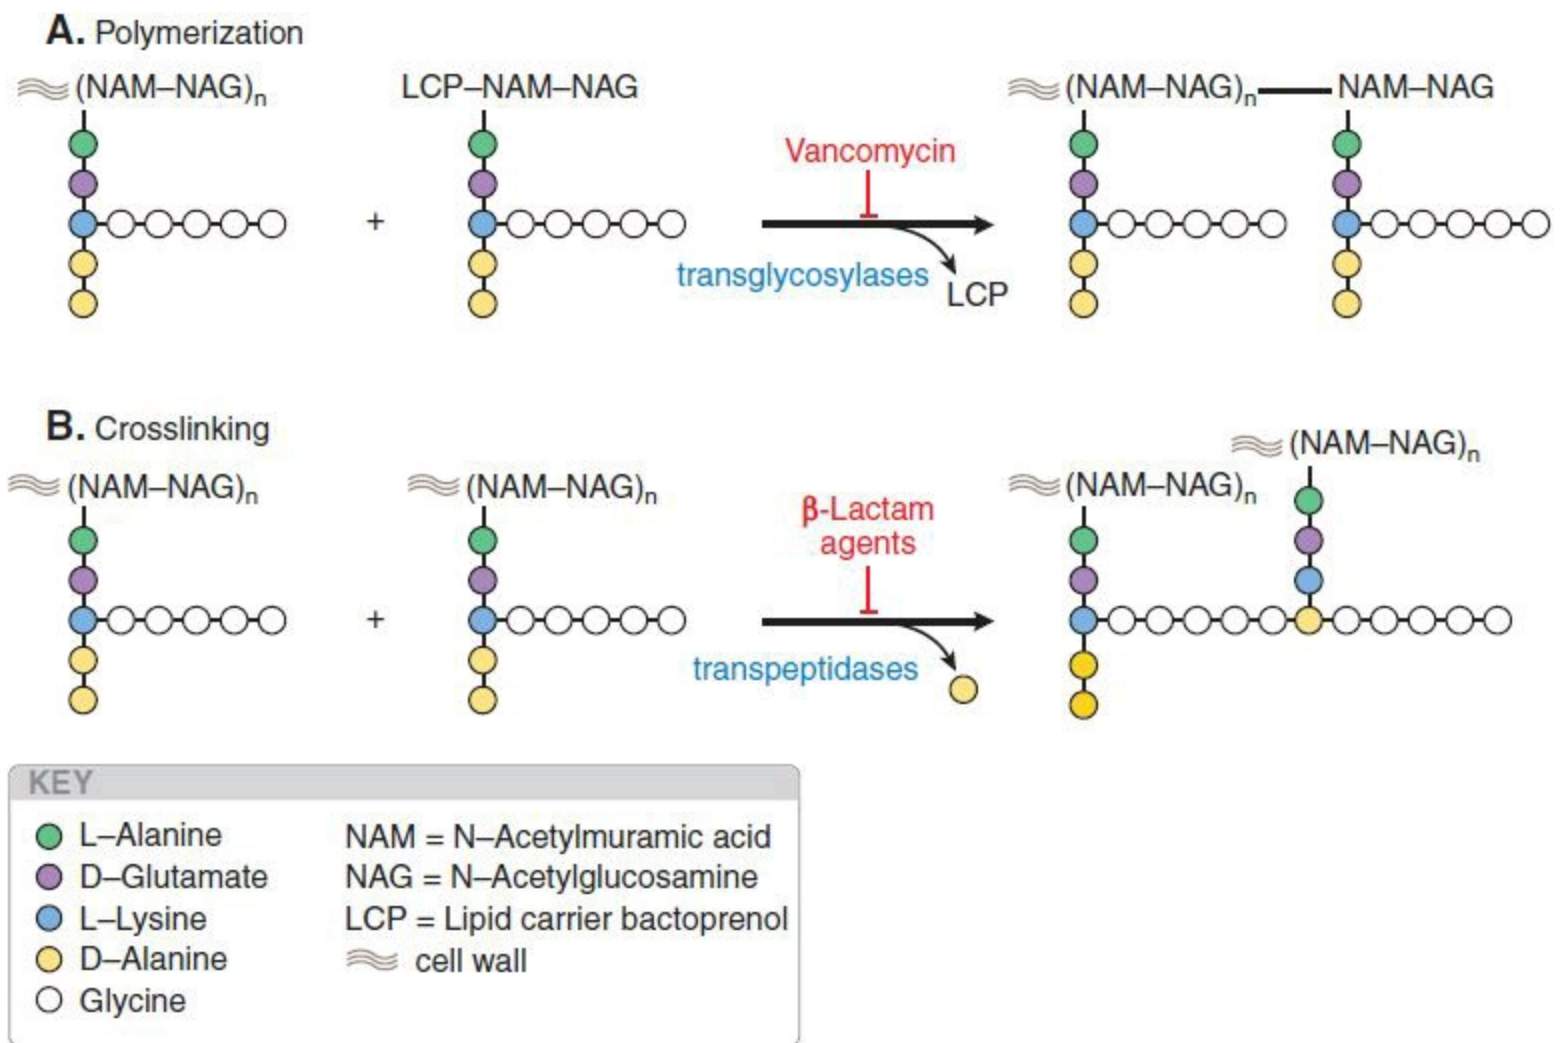 A. Polymerization
(NAM–NAG)n
LCP–NAM–NAG
(NAM–NAG)n NAM–NAG
Vancomycin
+
transglycosylases
LCP
B. Crosslinking
(NAM–NAG)n
(NAM–NAG)n
(NAM–NAG)n
(NAM–NAG)n
β-Lactam
agents
+
transpeptidases
KEY
L–Alanine
D–Glutamate
L–Lysine
D–Alanine
Glycine
NAM = N–Acetylmuramic acid
NAG = N–Acetylglucosamine
LCP = Lipid carrier bactoprenol
cell wall